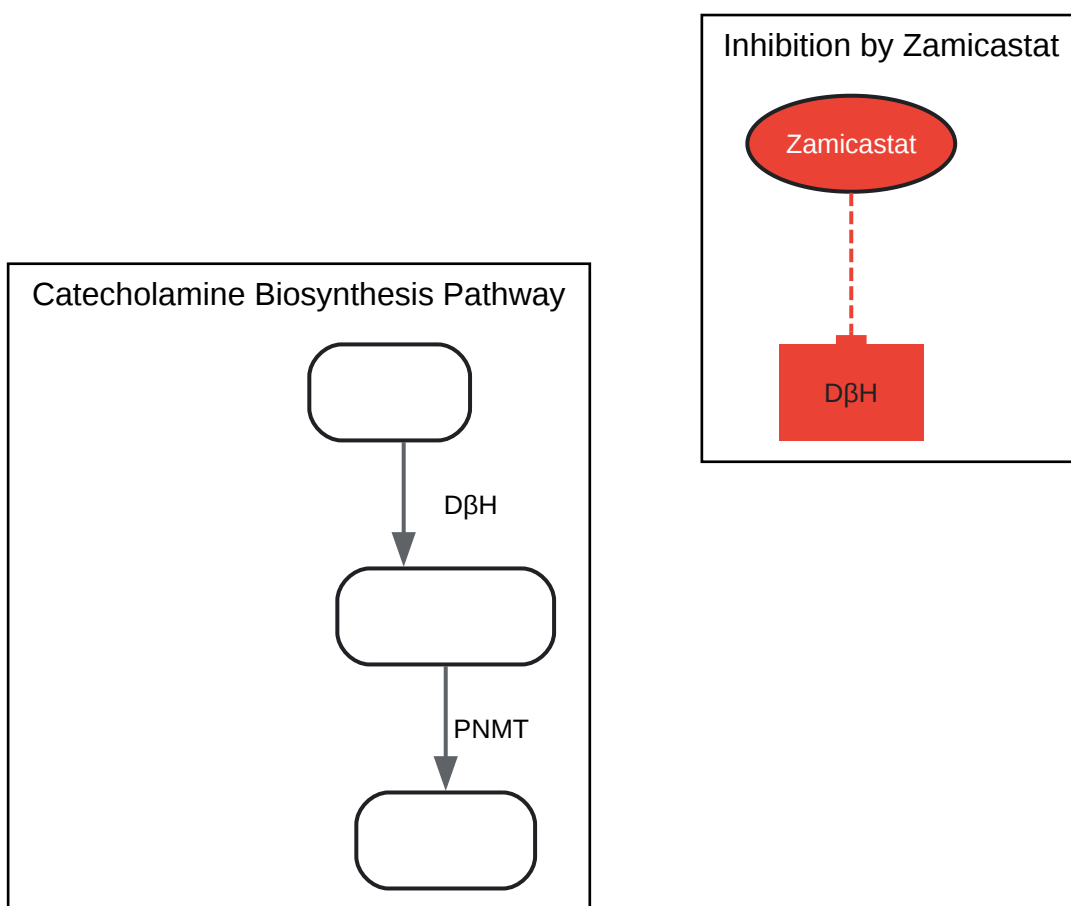 Inhibition by Zamicastat
Zamicastat
DβH
Catecholamine Biosynthesis Pathway
DβH
PNMT